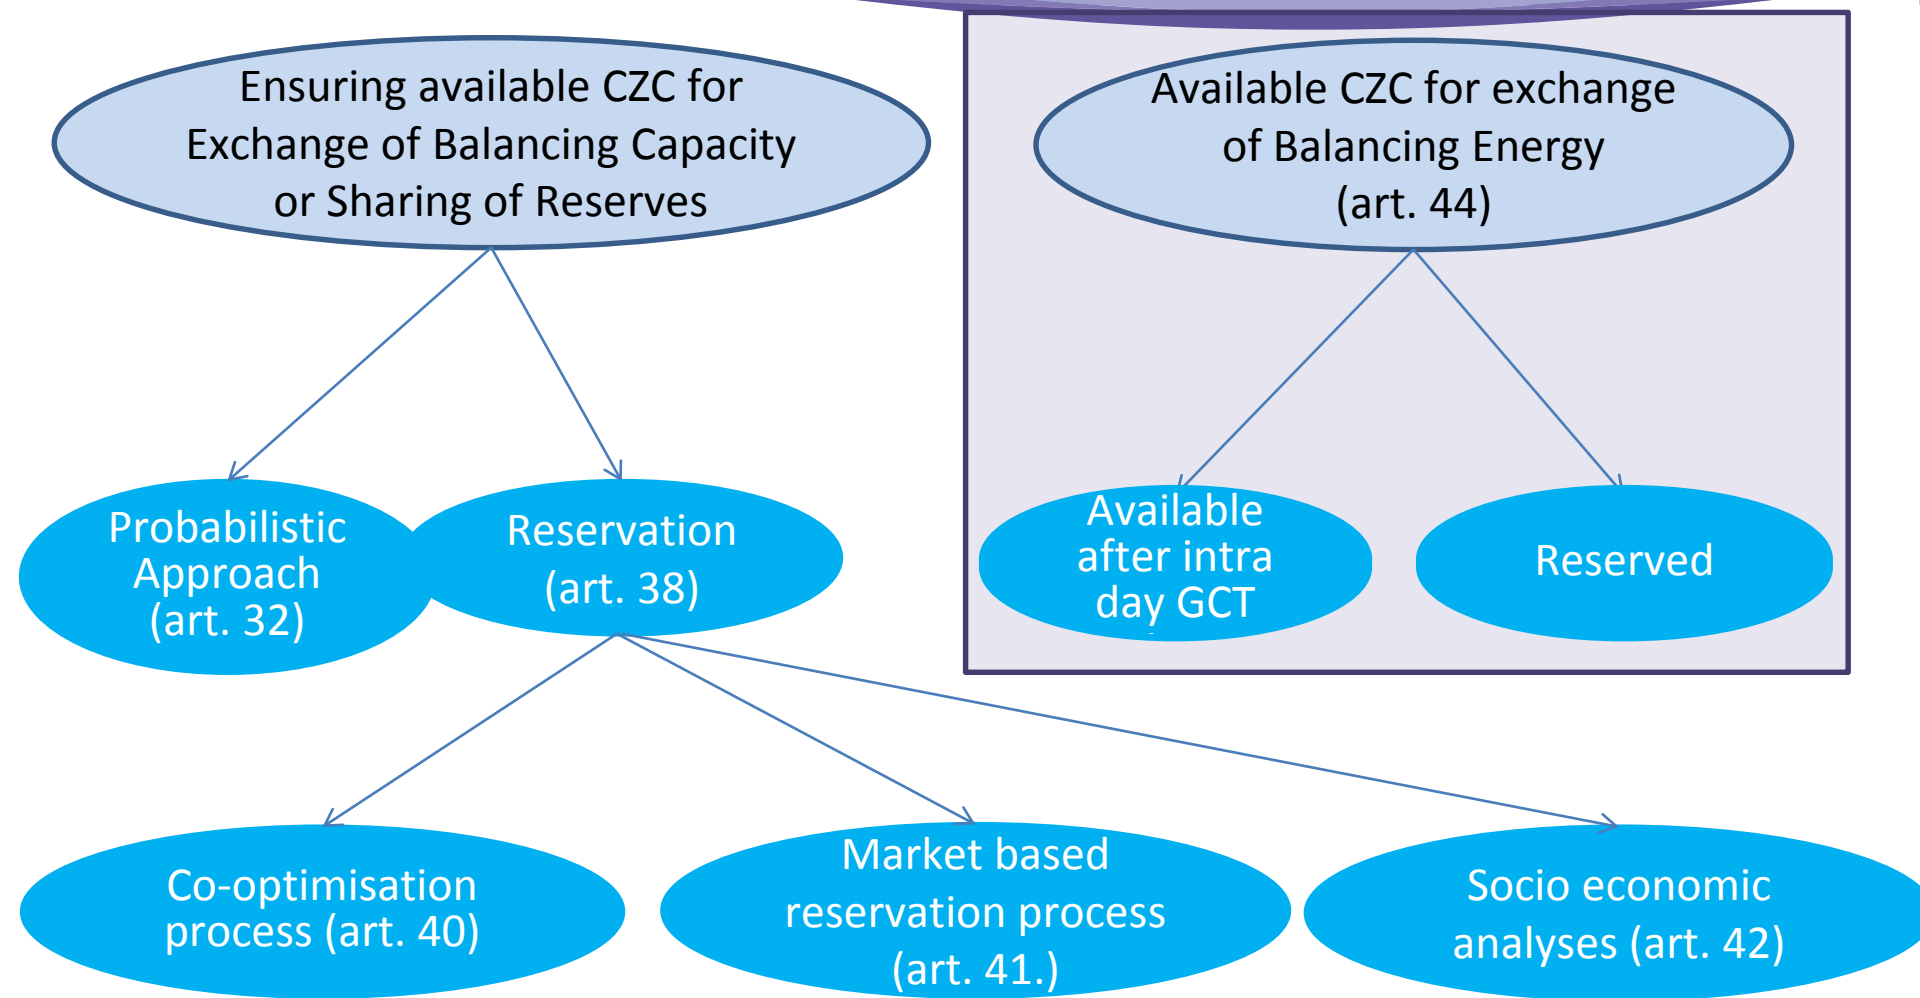 Ensuring available CZC for
Exchange of Balancing Capacity
or Sharing of Reserves
Available CZC for exchange
of Balancing Energy
(art. 44)
Probabilistic
Approach
(art. 32)
Reservation
(art. 38)
Available
after intra
day GCT
Reserved
Co-optimisation
process (art. 40)
Market based
reservation process
(art. 41.)
Socio economic
analyses (art. 42)